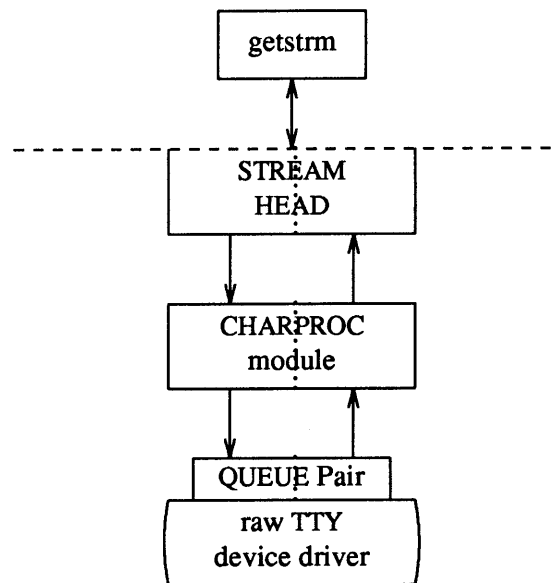 getstrm
STREAM
HEAD
CHARPROC
module
QUEUE Pair
raw TTY
device driver